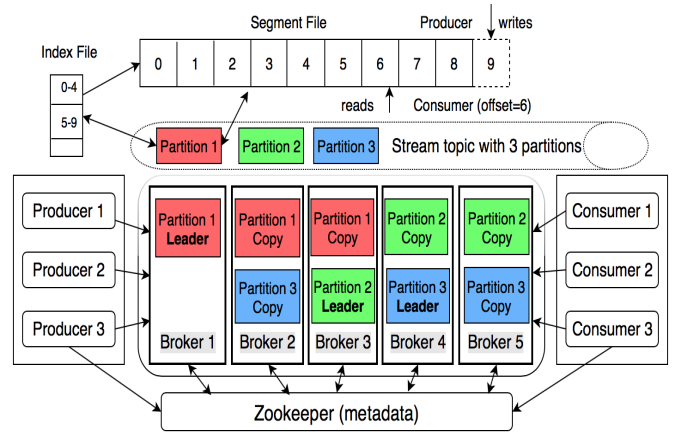 Segment File
Producer
writes
Index File
0 1 2 3 4 5 6 7 8 9
0-4
5-9
reads
Consumer (offset=6)
Partition 1
Partition 2
Partition 3
Stream topic with 3 partitions
Producer 1
Producer 2
Producer 3
Partition 1
Leader
Broker 1
Partition 1
Copy
Partition 3
Copy
Broker 2
Partition 1
Copy
Partition 2
Leader
Broker 3
Partition 2
Copy
Partition 3
Leader
Broker 4
Partition 2
Copy
Partition 3
Copy
Broker 5
Consumer 1
Consumer 2
Consumer 3
Zookeeper (metadata)